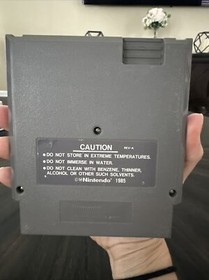 CAUTION
REV-A
•DO NOT STORE IN EXTREME TEMPERATURES.
•DO NOT IMMERSE IN WATER.
•DO NOT CLEAN WITH BENZENE, THINNER,
ALCOHOL OR OTHER SUCH SOLVENTS.
©Nintendo® 1985